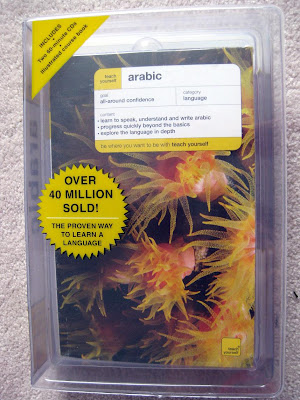 INCLUDES
• Two 60-minute CDs
• Illustrated course book
teach
yourself
arabic
goal
all-around confidence
category
language
content
• learn to speak, understand and write arabic
• progress quickly beyond the basics
• explore the language in depth
be where you want to be with teach yourself
OVER
40 MILLION
SOLD!
THE PROVEN WAY
TO LEARN A
LANGUAGE
teach
yourself